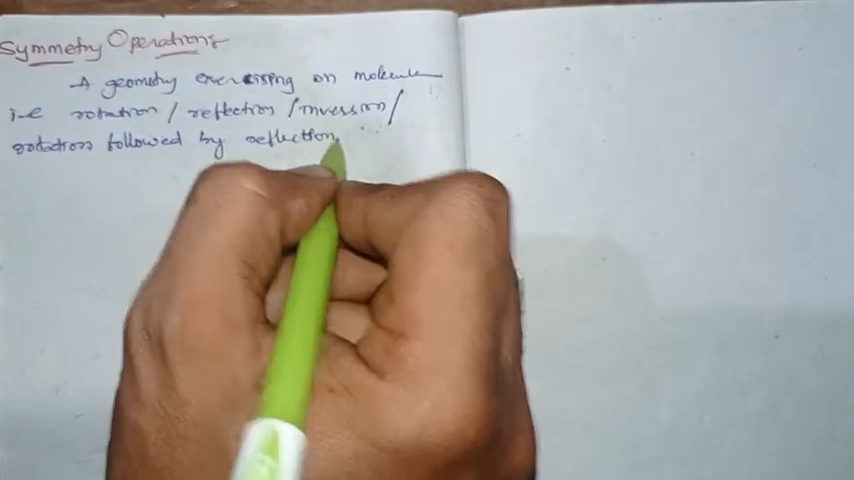 Symmetry Operations
A geometry exercising on molecule
i.e rotation / reflection / inversion /
rotation followed by reflection